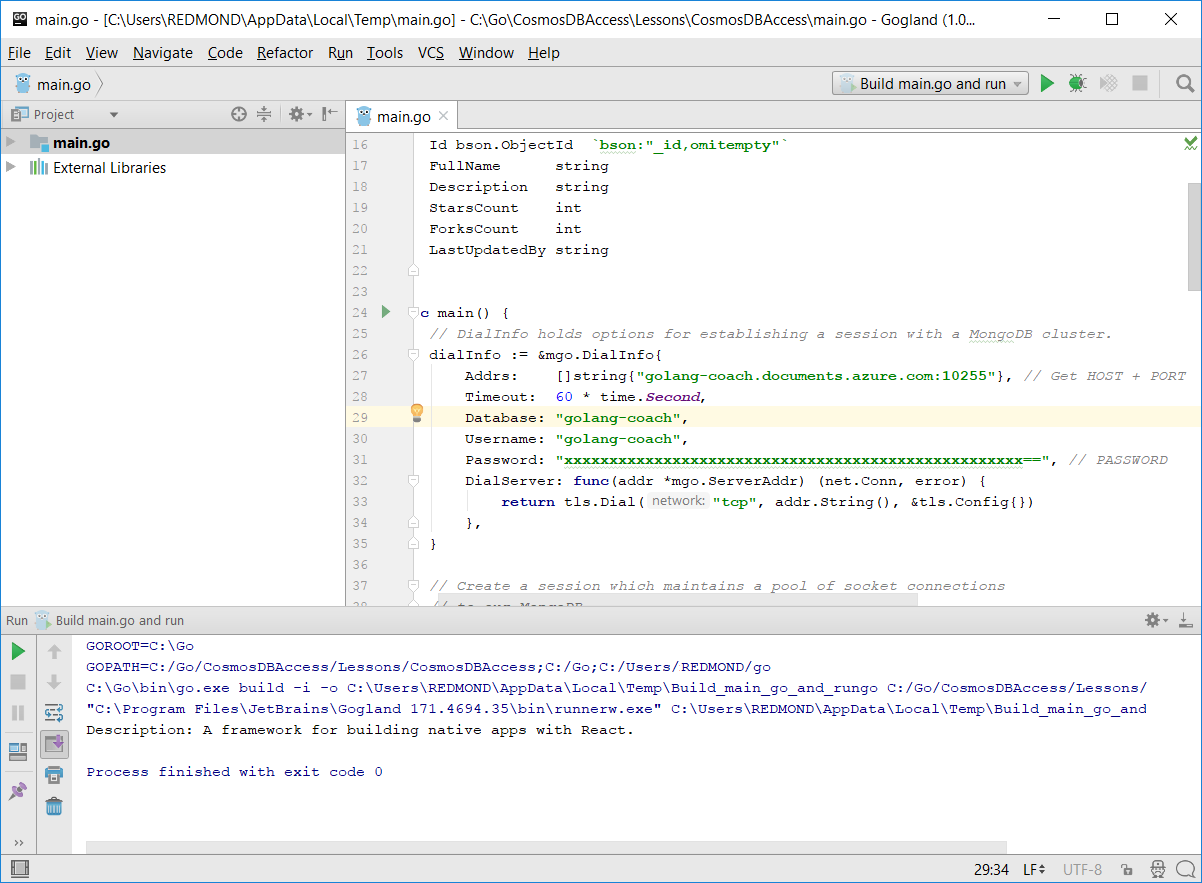 GO main.go - [C:\Users\REDMOND\AppData\Local\Temp\main.go] - C:\Go\CosmosDBAccess\Lessons\CosmosDBAccess\main.go - Gogland (1.0...
File Edit View Navigate Code Refactor Run Tools VCS Window Help
main.go
Build main.go and run
Project
main.go
main.go
External Libraries
16 Id bson.ObjectId `bson:"_id,omitempty"`
17 FullName string
18 Description string
19 StarsCount int
20 ForksCount int
21 LastUpdatedBy string
22
23
24 c main() {
25 // DialInfo holds options for establishing a session with a MongoDB cluster.
26 dialInfo := &mgo.DialInfo{
27 Addrs: []string{"golang-coach.documents.azure.com:10255"}, // Get HOST + PORT
28 Timeout: 60 * time.Second,
29 Database: "golang-coach",
30 Username: "golang-coach",
31 Password: "xxxxxxxxxxxxxxxxxxxxxxxxxxxxxxxxxxxxxxxxxxxxxxxxxxx==", // PASSWORD
32 DialServer: func(addr *mgo.ServerAddr) (net.Conn, error) {
33 return tls.Dial( network: "tcp", addr.String(), &tls.Config{})
34 },
35 }
36
37 // Create a session which maintains a pool of socket connections
38 // to our MongoDB
Run Build main.go and run
GOROOT=C:\Go
GOPATH=C:/Go/CosmosDBAccess/Lessons/CosmosDBAccess;C:/Go;C:/Users/REDMOND/go
C:\Go\bin\go.exe build -i -o C:\Users\REDMOND\AppData\Local\Temp\Build_main_go_and_rungo C:/Go/CosmosDBAccess/Lessons/
"C:\Program Files\JetBrains\Gogland 171.4694.35\bin\runnerw.exe" C:\Users\REDMOND\AppData\Local\Temp\Build_main_go_and
Description: A framework for building native apps with React.
Process finished with exit code 0
29:34 LF UTF-8